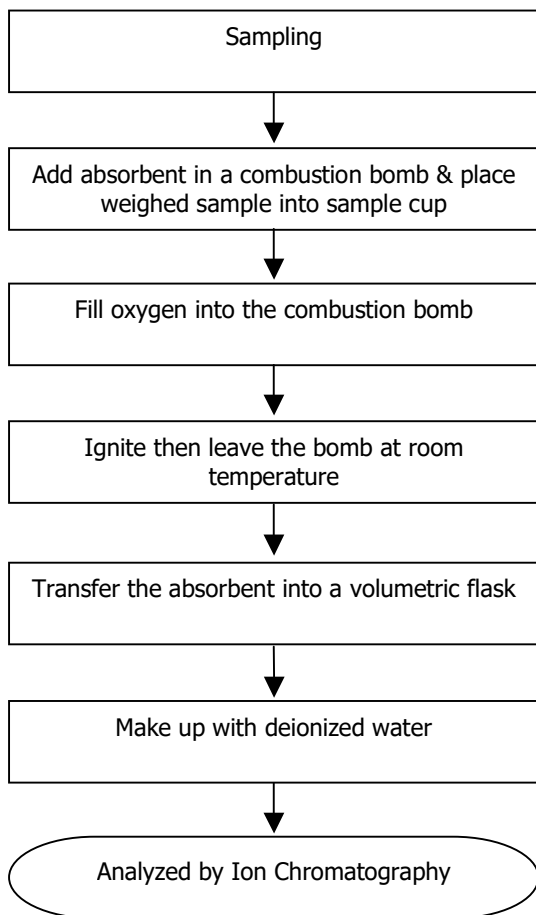 Sampling
Add absorbent in a combustion bomb & place
weighed sample into sample cup
Fill oxygen into the combustion bomb
Ignite then leave the bomb at room
temperature
Transfer the absorbent into a volumetric flask
Make up with deionized water
Analyzed by Ion Chromatography